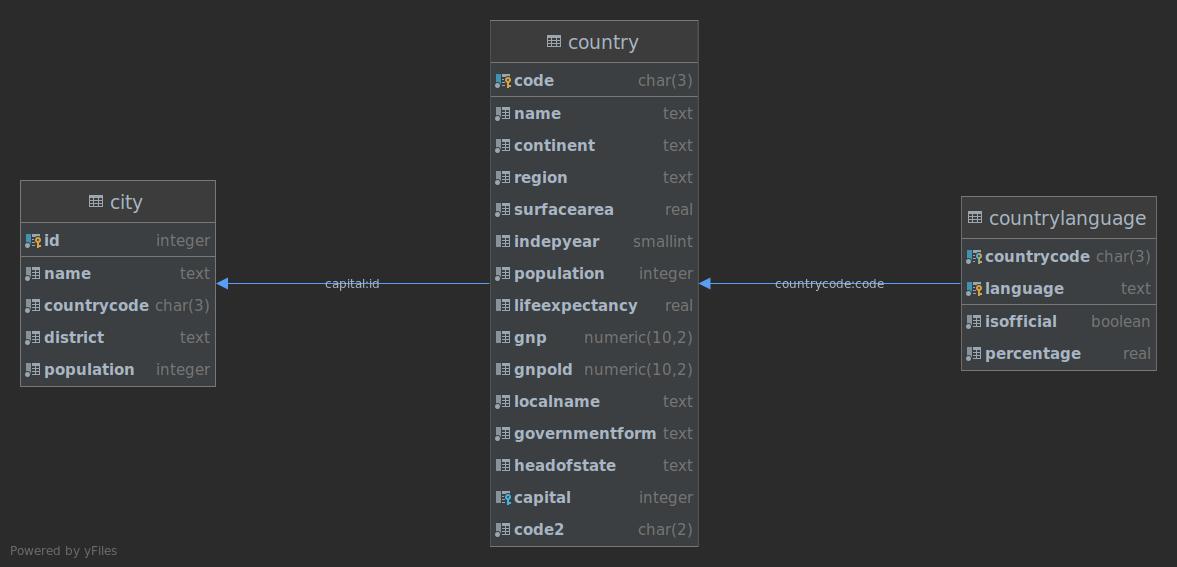 city
id integer
name text
countrycode char(3)
district text
population integer
capital:id
country
code char(3)
name text
continent text
region text
surfacearea real
indepyear smallint
population integer
lifeexpectancy real
gnp numeric(10,2)
gnpold numeric(10,2)
localname text
governmentform text
headofstate text
capital integer
code2 char(2)
countrycode:code
countrylanguage
countrycode char(3)
language text
isofficial boolean
percentage real
Powered by yFiles